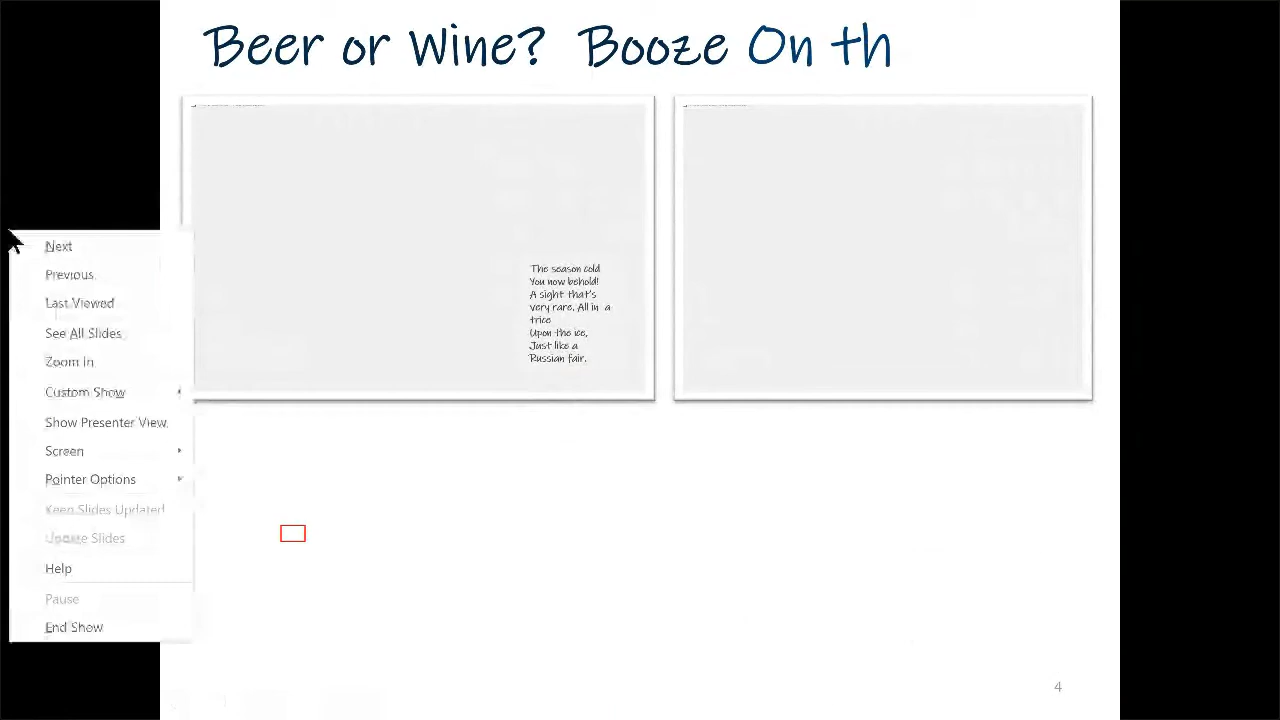 Beer or Wine? Booze On th
The season cold
You now behold!
A sight that's
very rare, All in a
trice
Upon the ice,
Just like a
Russian fair.
Next
Previous
Last Viewed
See All Slides
Zoom In
Custom Show
Show Presenter View
Screen
Pointer Options
Keep Slides Updated
Update Slides
Help
Pause
End Show
4